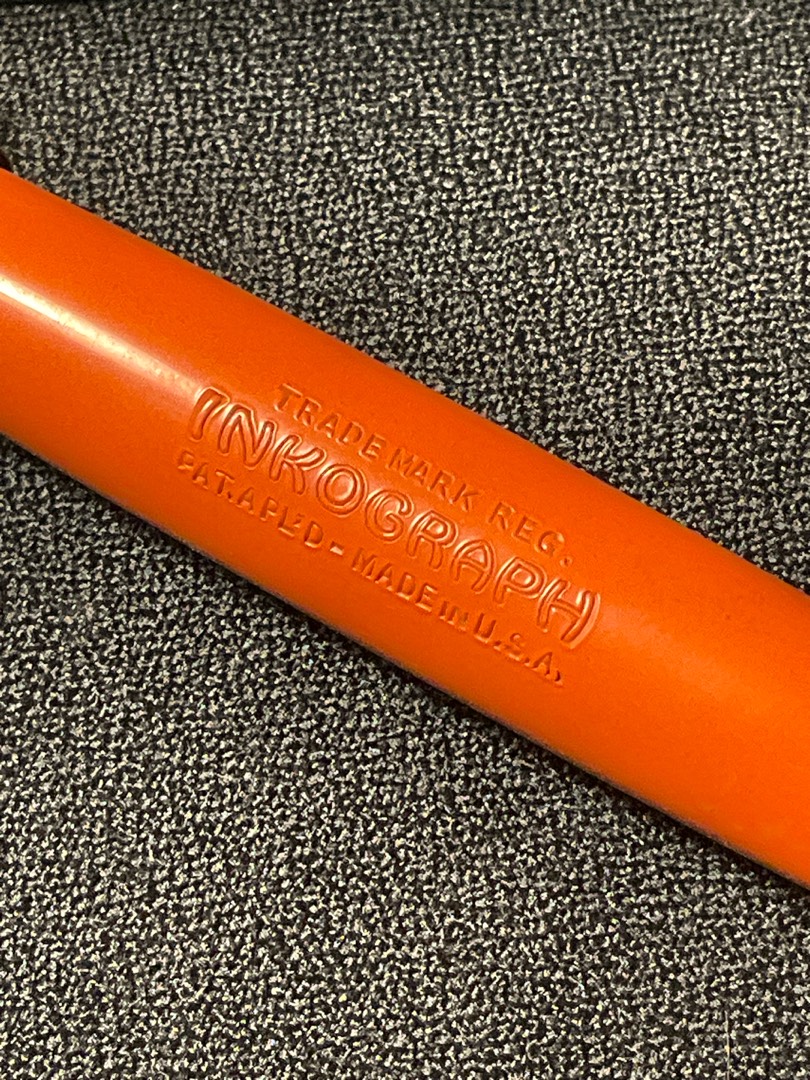 TRADE MARK REG.
INKOGRAPH
PAT. APL'D - MADE in U.S.A.